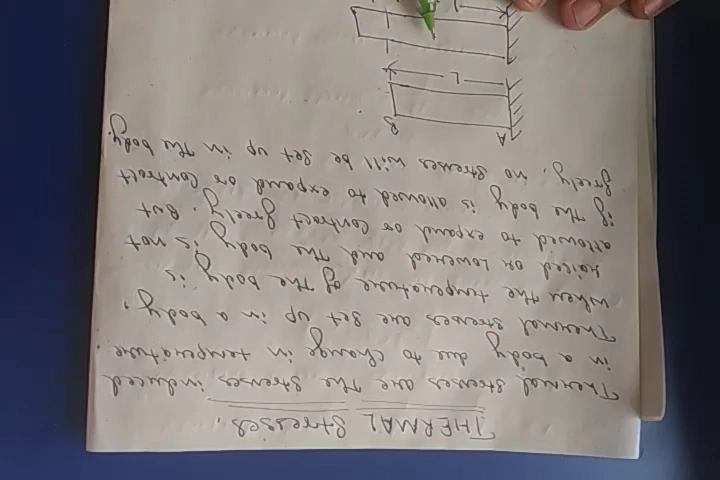 THERMAL Stresses.
Thermal stresses are the stresses induced
in a body due to change in temperature.
Thermal stresses are set up in a body,
when the temperature of the body is
raised or lowered and the body is not
allowed to expand or contract freely. But
if the body is allowed to expand or contract
freely, no stresses will be set up in the body.
A B
L
L